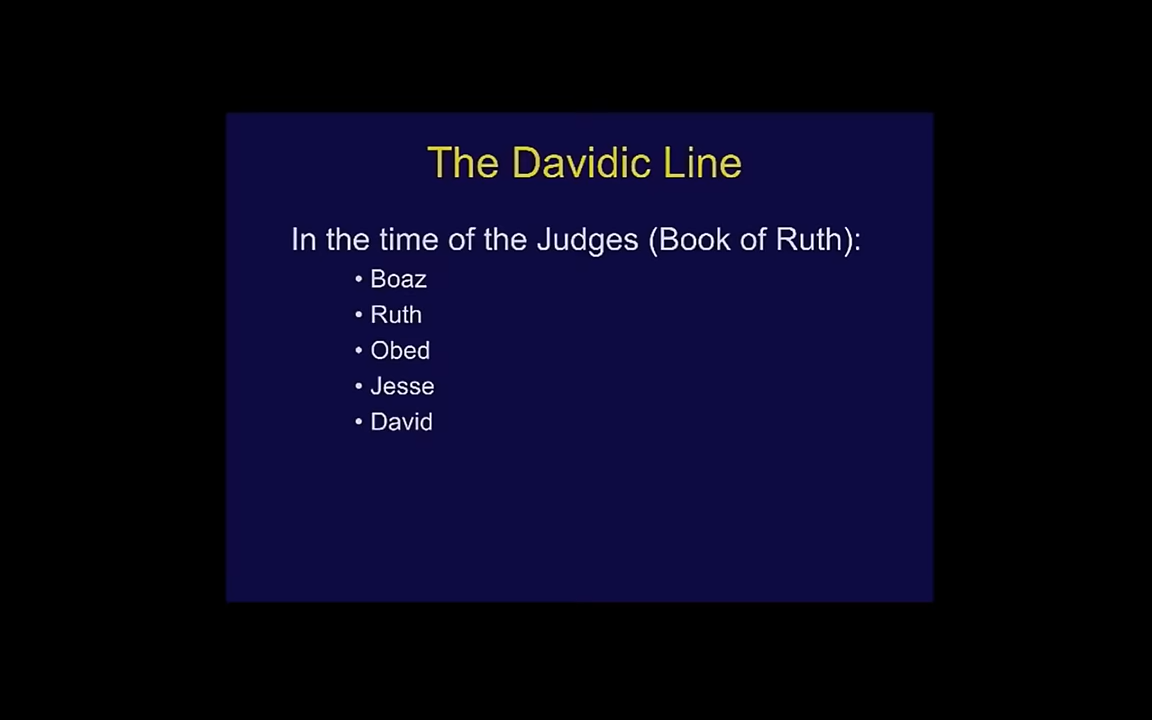 The Davidic Line
In the time of the Judges (Book of Ruth):
• Boaz
• Ruth
• Obed
• Jesse
• David